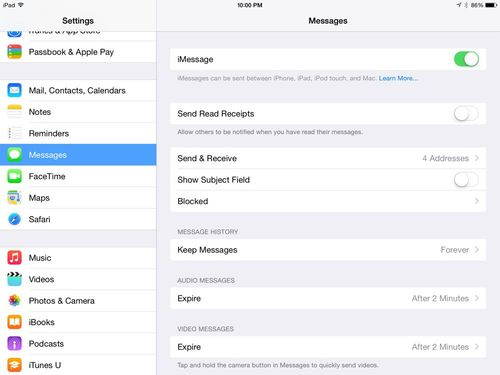 iPad
10:00 PM
86%
Settings
Messages
iTunes & App Store
Passbook & Apple Pay
Mail, Contacts, Calendars
Notes
Reminders
Messages
FaceTime
Maps
Safari
Music
Videos
Photos & Camera
iBooks
Podcasts
iTunes U
iMessage
iMessages can be sent between iPhone, iPad, iPod touch, and Mac. Learn More...
Send Read Receipts
Allow others to be notified when you have read their messages.
Send & Receive 4 Addresses
Show Subject Field
Blocked
MESSAGE HISTORY
Keep Messages Forever
AUDIO MESSAGES
Expire After 2 Minutes
VIDEO MESSAGES
Expire After 2 Minutes
Tap and hold the camera button in Messages to quickly send videos.